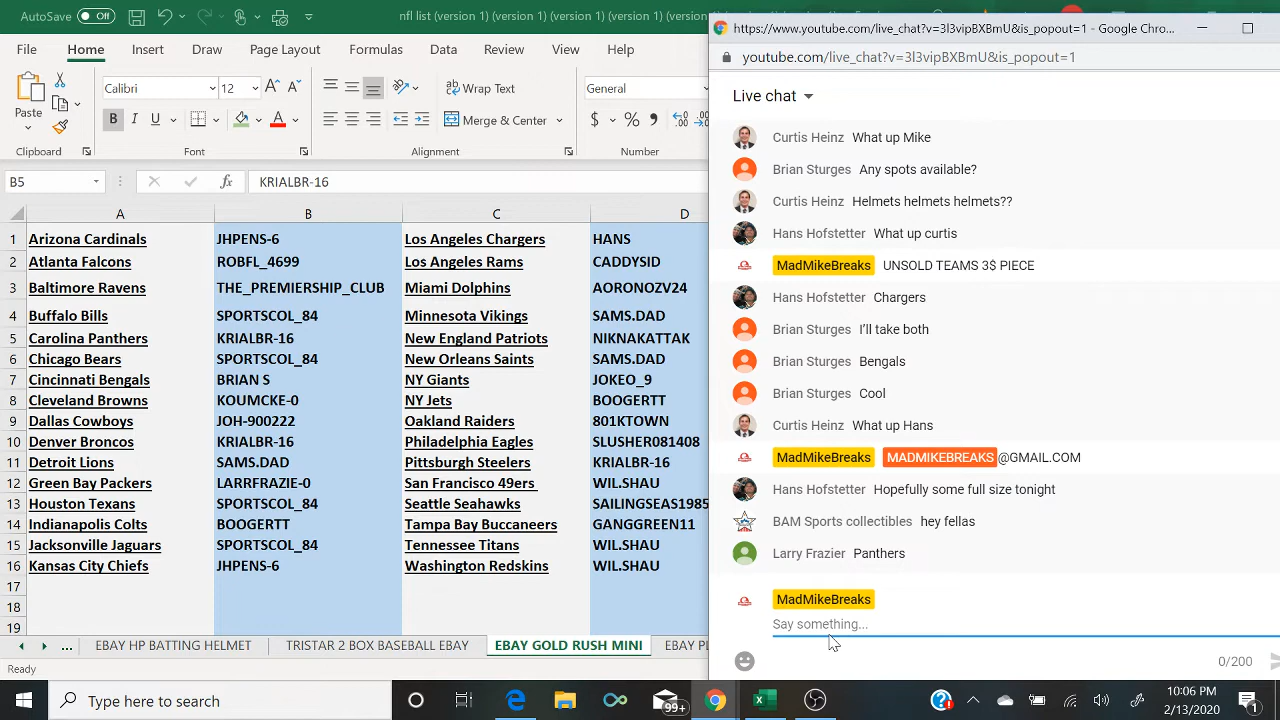 AutoSave Off nfl list (version 1) (version 1)
https://www.youtube.com/live_chat?v=3l3vipBXBmU&is_popout=1 - Google Chro...
youtube.com/live_chat?v=3l3vipBXBmU&is_popout=1
File Home Insert Draw Page Layout Formulas Data Review View Help
Paste Calibri 12 Wrap Text General
B I U A Merge & Center $ % 9
Clipboard Font Alignment Number
B5 fx KRIALBR-16
A B C D
1 Arizona Cardinals JHPENS-6 Los Angeles Chargers HANS
2 Atlanta Falcons ROBFL_4699 Los Angeles Rams CADDYSID
3 Baltimore Ravens THE_PREMIERSHIP_CLUB Miami Dolphins AORONOZV24
4 Buffalo Bills SPORTSCOL_84 Minnesota Vikings SAMS.DAD
5 Carolina Panthers KRIALBR-16 New England Patriots NIKNAKATTAK
6 Chicago Bears SPORTSCOL_84 New Orleans Saints SAMS.DAD
7 Cincinnati Bengals BRIAN S NY Giants JOKEO_9
8 Cleveland Browns KOUMCKE-0 NY Jets BOOGERTT
9 Dallas Cowboys JOH-900222 Oakland Raiders 801KTOWN
10 Denver Broncos KRIALBR-16 Philadelphia Eagles SLUSHER081408
11 Detroit Lions SAMS.DAD Pittsburgh Steelers KRIALBR-16
12 Green Bay Packers LARRFRAZIE-0 San Francisco 49ers WIL.SHAU
13 Houston Texans SPORTSCOL_84 Seattle Seahawks SAILINGSEAS1985
14 Indianapolis Colts BOOGERTT Tampa Bay Buccaneers GANGGREEN11
15 Jacksonville Jaguars SPORTSCOL_84 Tennessee Titans WIL.SHAU
16 Kansas City Chiefs JHPENS-6 Washington Redskins WIL.SHAU
17
18
19
... EBAY HP BATTING HELMET TRISTAR 2 BOX BASEBALL EBAY EBAY GOLD RUSH MINI EBAY PL
Ready
Live chat
Curtis Heinz What up Mike
Brian Sturges Any spots available?
Curtis Heinz Helmets helmets helmets??
Hans Hofstetter What up curtis
MadMikeBreaks UNSOLD TEAMS 3$ PIECE
Hans Hofstetter Chargers
Brian Sturges I'll take both
Brian Sturges Bengals
Brian Sturges Cool
Curtis Heinz What up Hans
MadMikeBreaks MADMIKEBREAKS@GMAIL.COM
Hans Hofstetter Hopefully some full size tonight
BAM Sports collectibles hey fellas
Larry Frazier Panthers
MadMikeBreaks
Say something...
0/200
Type here to search 99+ 10:06 PM
2/13/2020 1